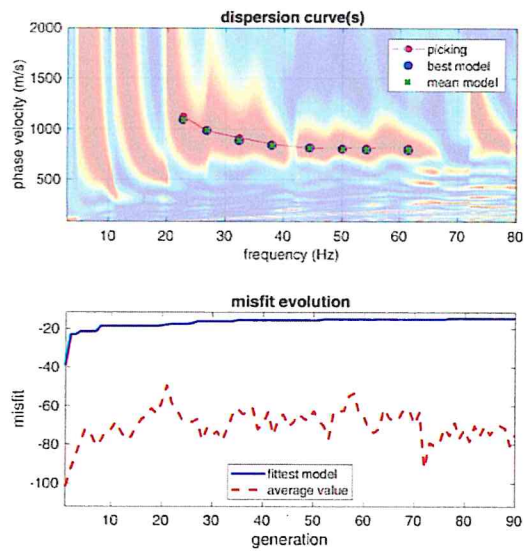 dispersion curve(s)
2000
1500
1000
500
phase velocity (m/s)
picking
best model
mean model
10 20 30 40 50 60 70 80
frequency (Hz)
misfit evolution
-20
-40
-60
-80
-100
misfit
fittest model
average value
10 20 30 40 50 60 70 80 90
generation